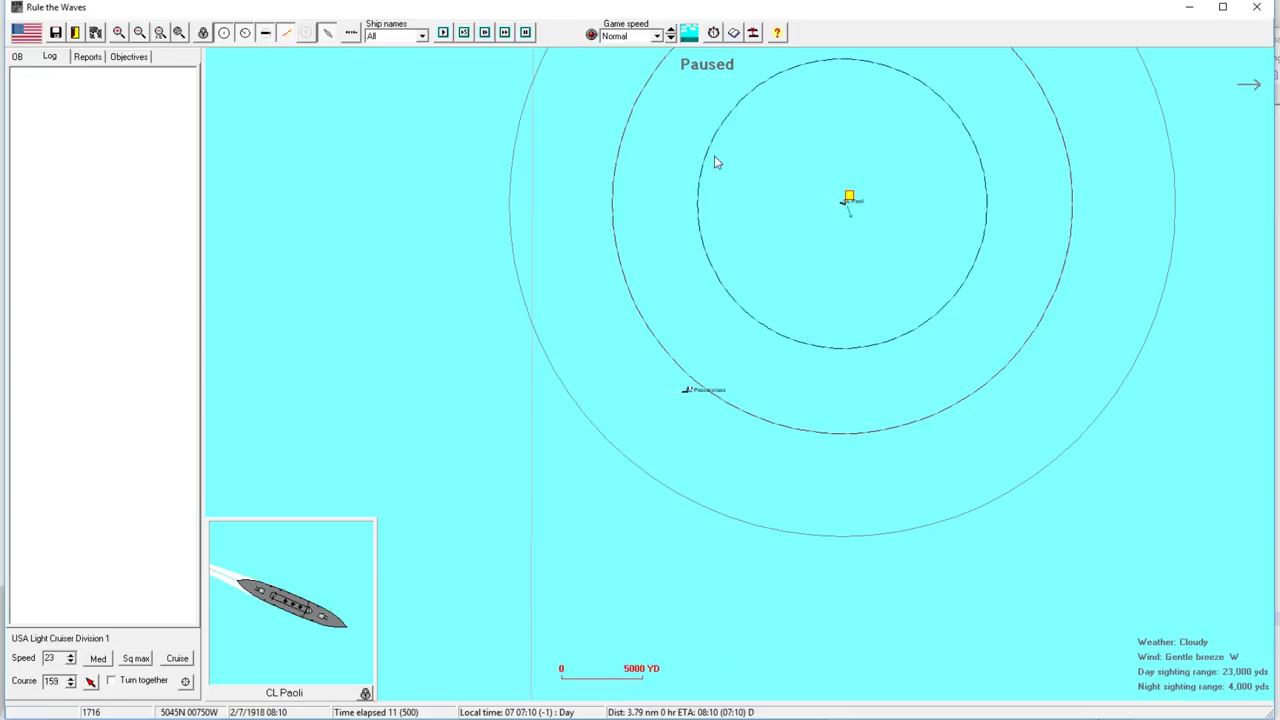 Rule the Waves
Ship names
All
Game speed
Normal
OB
Log
Reports
Objectives
Paused
CL Paoli
Pascal-class
CL Paoli
USA Light Cruiser Division 1
Speed 23 Med Sq max Cruise
Course 159 Turn together
0 5000 YD
Weather: Cloudy
Wind: Gentle breeze W
Day sighting range: 23,000 yds
Night sighting range: 4,000 yds
1716 5045N 00750W 2/7/1918 08:10 Time elapsed 11 (500) Local time: 07 07:10 (-1) : Day Dist: 3.79 nm 0 hr ETA: 08:10 (07:10) D